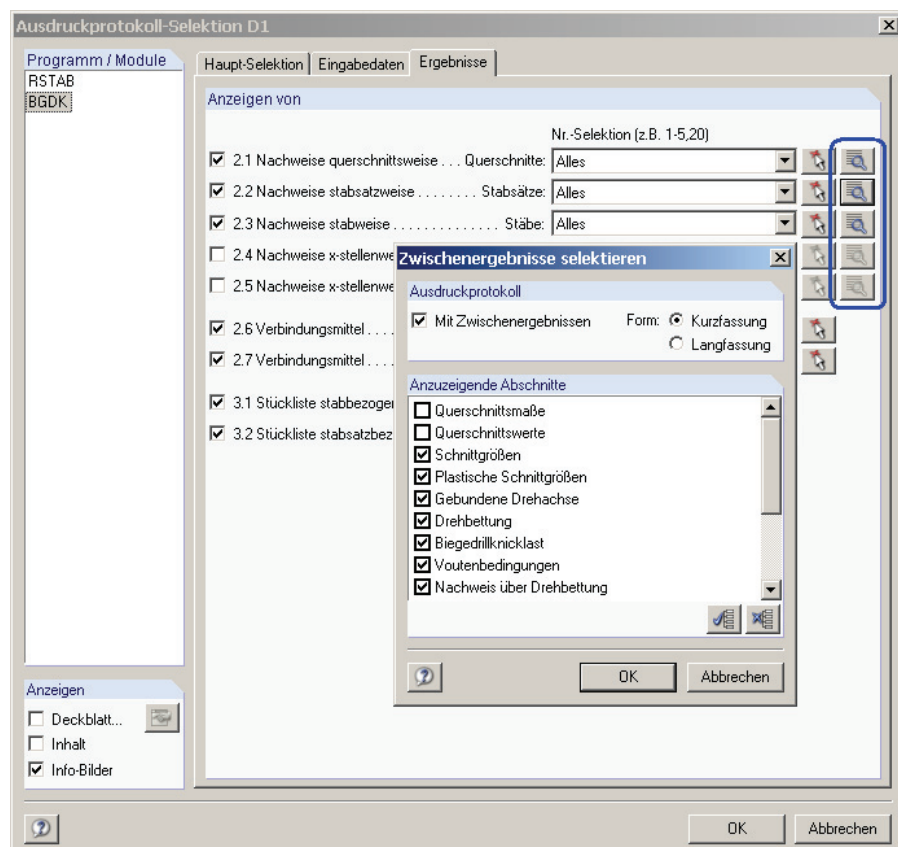 Ausdruckprotokoll-Selektion D1
Programm / Module
RSTAB
BGDK
Haupt-Selektion
Eingabedaten
Ergebnisse
Anzeigen von
Nr.-Selektion (z.B. 1-5,20)
2.1 Nachweise querschnittsweise . . . Querschnitte: Alles
2.2 Nachweise stabsatzweise . . . . . . . . Stabsätze: Alles
2.3 Nachweise stabweise . . . . . . . . . . . . . . Stäbe: Alles
2.4 Nachweise x-stellenwe
2.5 Nachweise x-stellenwe
2.6 Verbindungsmittel . . . .
2.7 Verbindungsmittel . . . .
3.1 Stückliste stabbezoge
3.2 Stückliste stabsatzbez
Zwischenergebnisse selektieren
Ausdruckprotokoll
Mit Zwischenergebnissen Form: Kurzfassung
Langfassung
Anzuzeigende Abschnitte
Querschnittsmaße
Querschnittswerte
Schnittgrößen
Plastische Schnittgrößen
Gebundene Drehachse
Drehbettung
Biegedrillknicklast
Voutenbedingungen
Nachweis über Drehbettung
OK Abbrechen
Anzeigen
Deckblatt...
Inhalt
Info-Bilder
OK Abbrechen